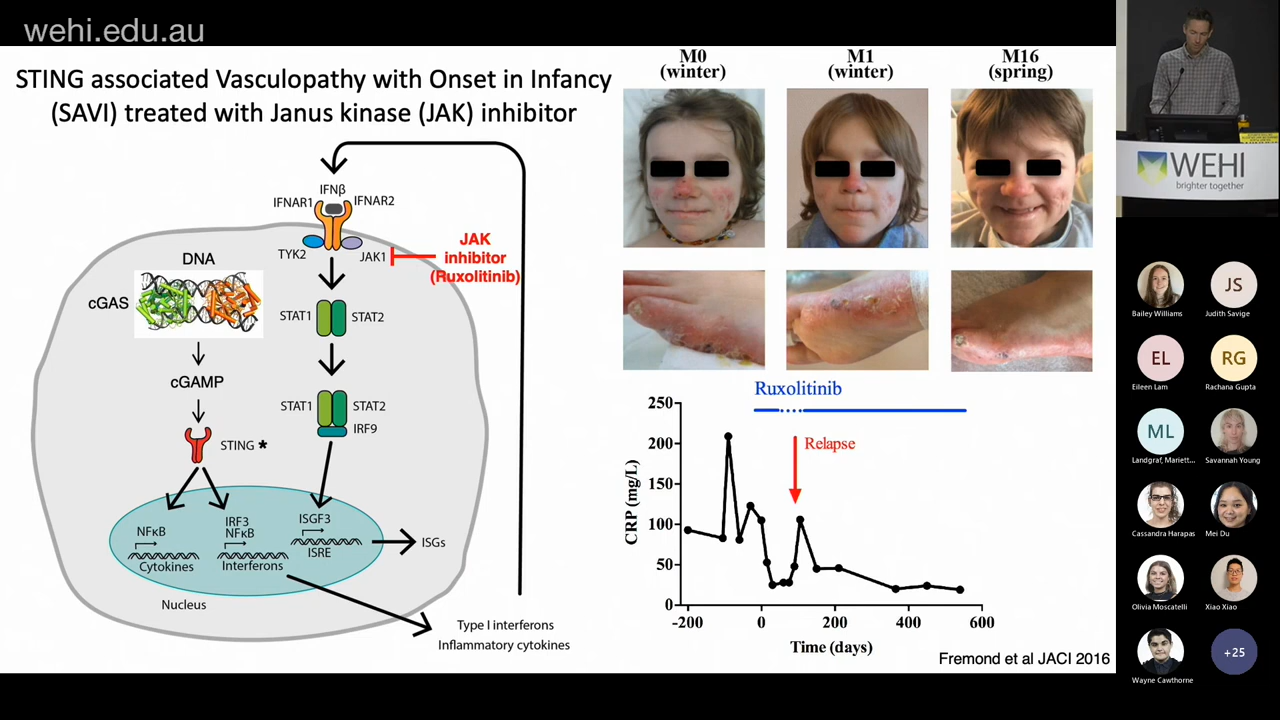 wehi.edu.au
STING associated Vasculopathy with Onset in Infancy
(SAVI) treated with Janus kinase (JAK) inhibitor
IFNβ
IFNAR1
IFNAR2
TYK2
JAK1
JAK
inhibitor
(Ruxolitinib)
DNA
cGAS
cGAMP
STING *
STAT1
STAT2
STAT1
STAT2
IRF9
NFκB
Cytokines
IRF3
NFκB
Interferons
ISGF3
ISRE
ISGs
Nucleus
Type I interferons
Inflammatory cytokines
M0
(winter)
M1
(winter)
M16
(spring)
Ruxolitinib
Relapse
CRP (mg/L)
250
200
150
100
50
0
-200
0
200
400
600
Time (days)
Fremond et al JACI 2016
WEHI
brighter together
Bailey Williams
JS
Judith Savige
EL
Eileen Lam
RG
Rachana Gupta
ML
Landgraf, Mariett...
Savannah Young
Cassandra Harapas
Mei Du
Olivia Moscatelli
Xiao Xiao
Wayne Cawthorne
+25